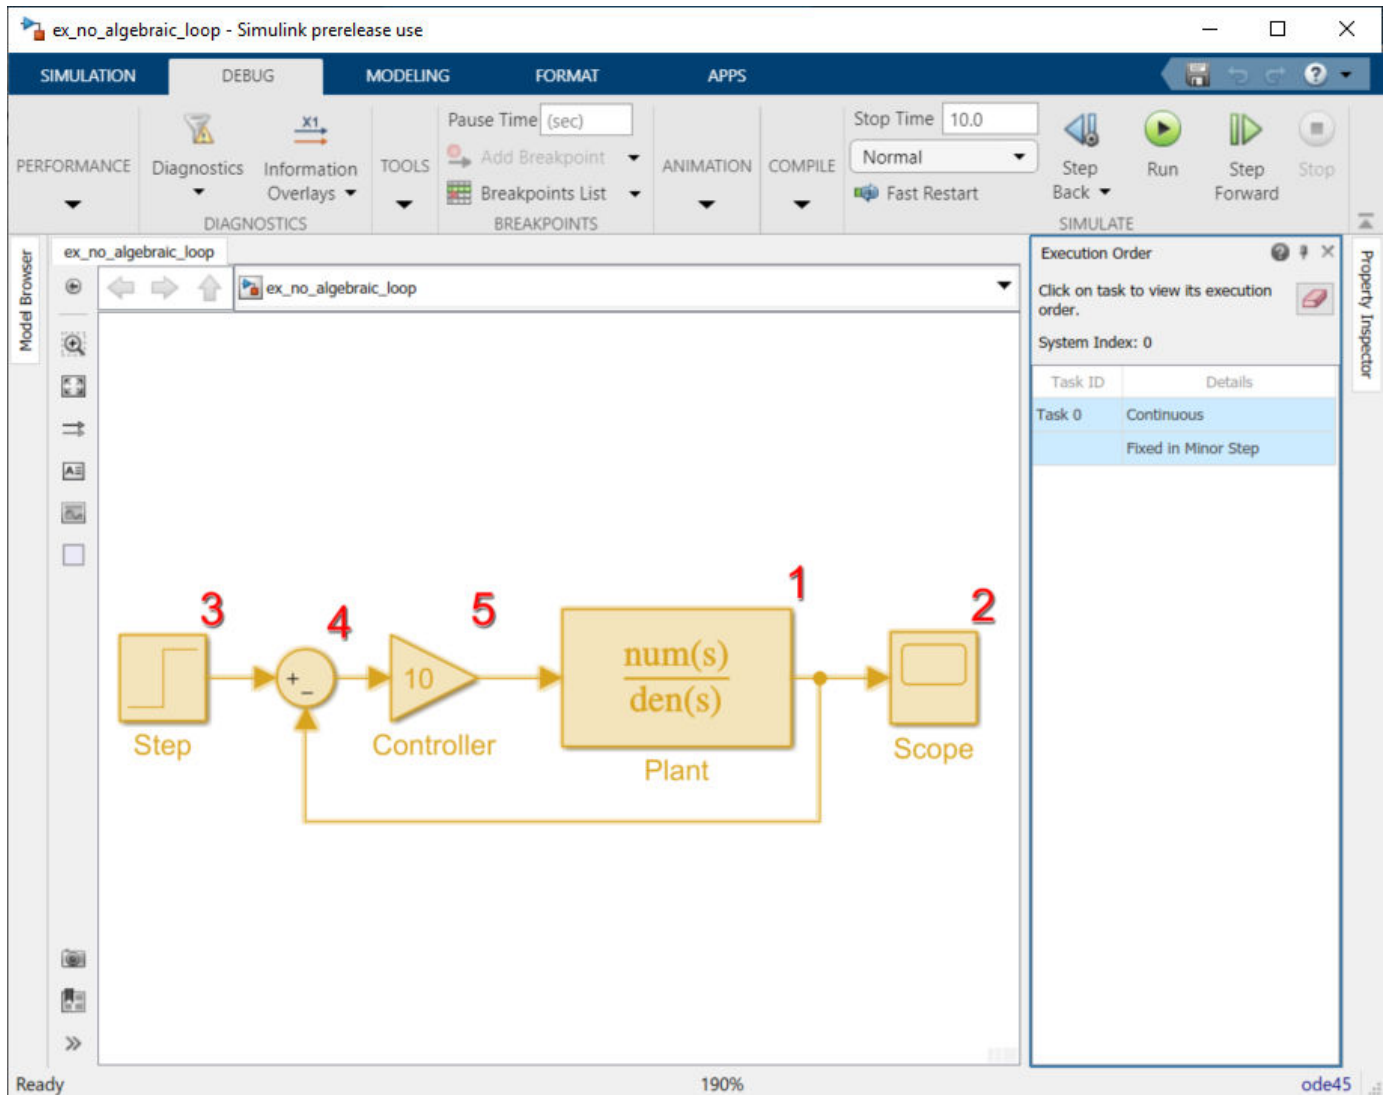 ex_no_algebraic_loop - Simulink prerelease use
SIMULATION DEBUG MODELING FORMAT APPS
PERFORMANCE
Diagnostics
Information
Overlays
DIAGNOSTICS
TOOLS
Pause Time (sec)
Add Breakpoint
Breakpoints List
BREAKPOINTS
ANIMATION
COMPILE
Stop Time 10.0
Normal
Fast Restart
Step
Back
Run
Step
Forward
Stop
SIMULATE
Model Browser
ex_no_algebraic_loop
ex_no_algebraic_loop
Execution Order
Click on task to view its execution
order.
System Index: 0
Task ID Details
Task 0 Continuous
Fixed in Minor Step
Property Inspector
3 4 5 1 2
+
−
10
num(s)
den(s)
Step
Controller
Plant
Scope
Ready 190% ode45